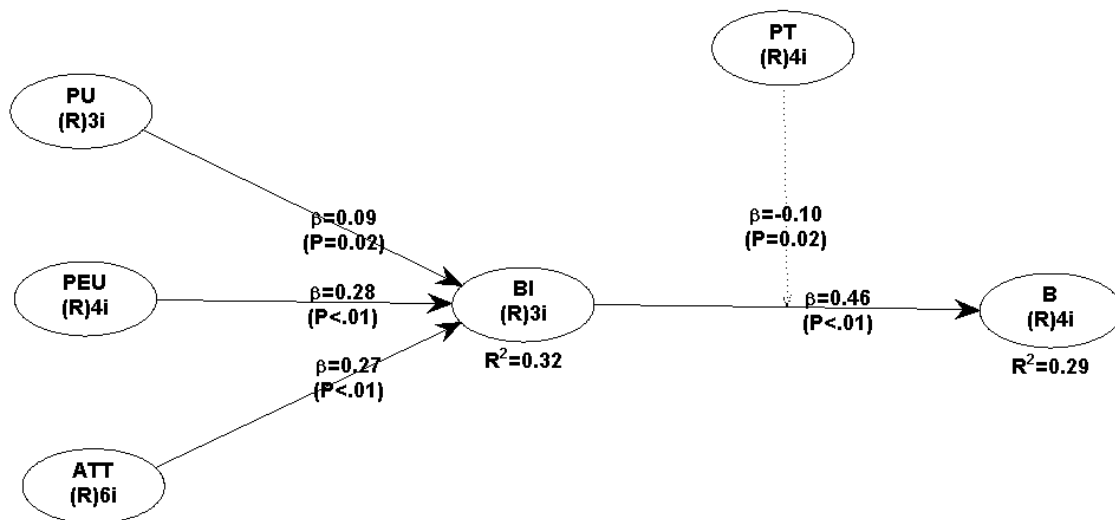 PT
(R)4i
PU
(R)3i
β=0.09
(P=0.02)
β=-0.10
(P=0.02)
PEU
(R)4i
β=0.28
(P<.01)
BI
(R)3i
R²=0.32
β=0.46
(P<.01)
B
(R)4i
R²=0.29
β=0.27
(P<.01)
ATT
(R)6i